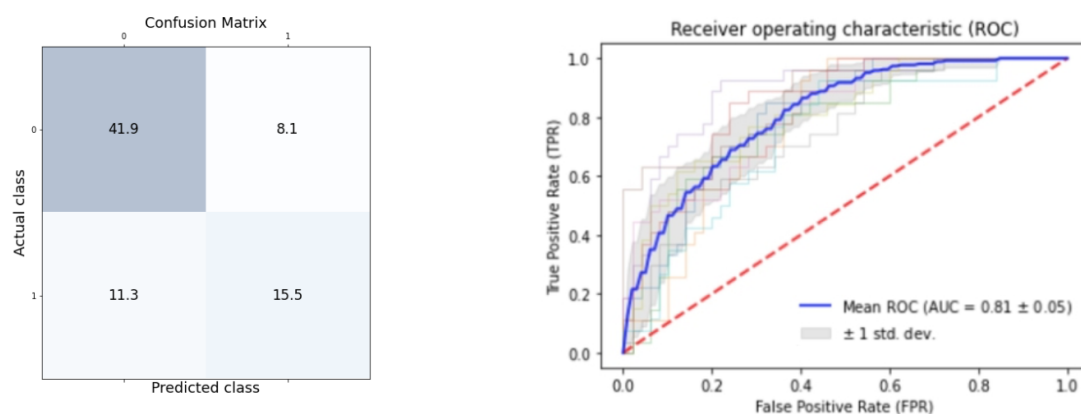 Confusion Matrix
0 1
0
41.9 8.1
Actual class
1
11.3 15.5
Predicted class
Receiver operating characteristic (ROC)
1.0
0.8
0.6
0.4
0.2
0.0
True Positive Rate (TPR)
Mean ROC (AUC = 0.81 ± 0.05)
± 1 std. dev.
0.0 0.2 0.4 0.6 0.8 1.0
False Positive Rate (FPR)